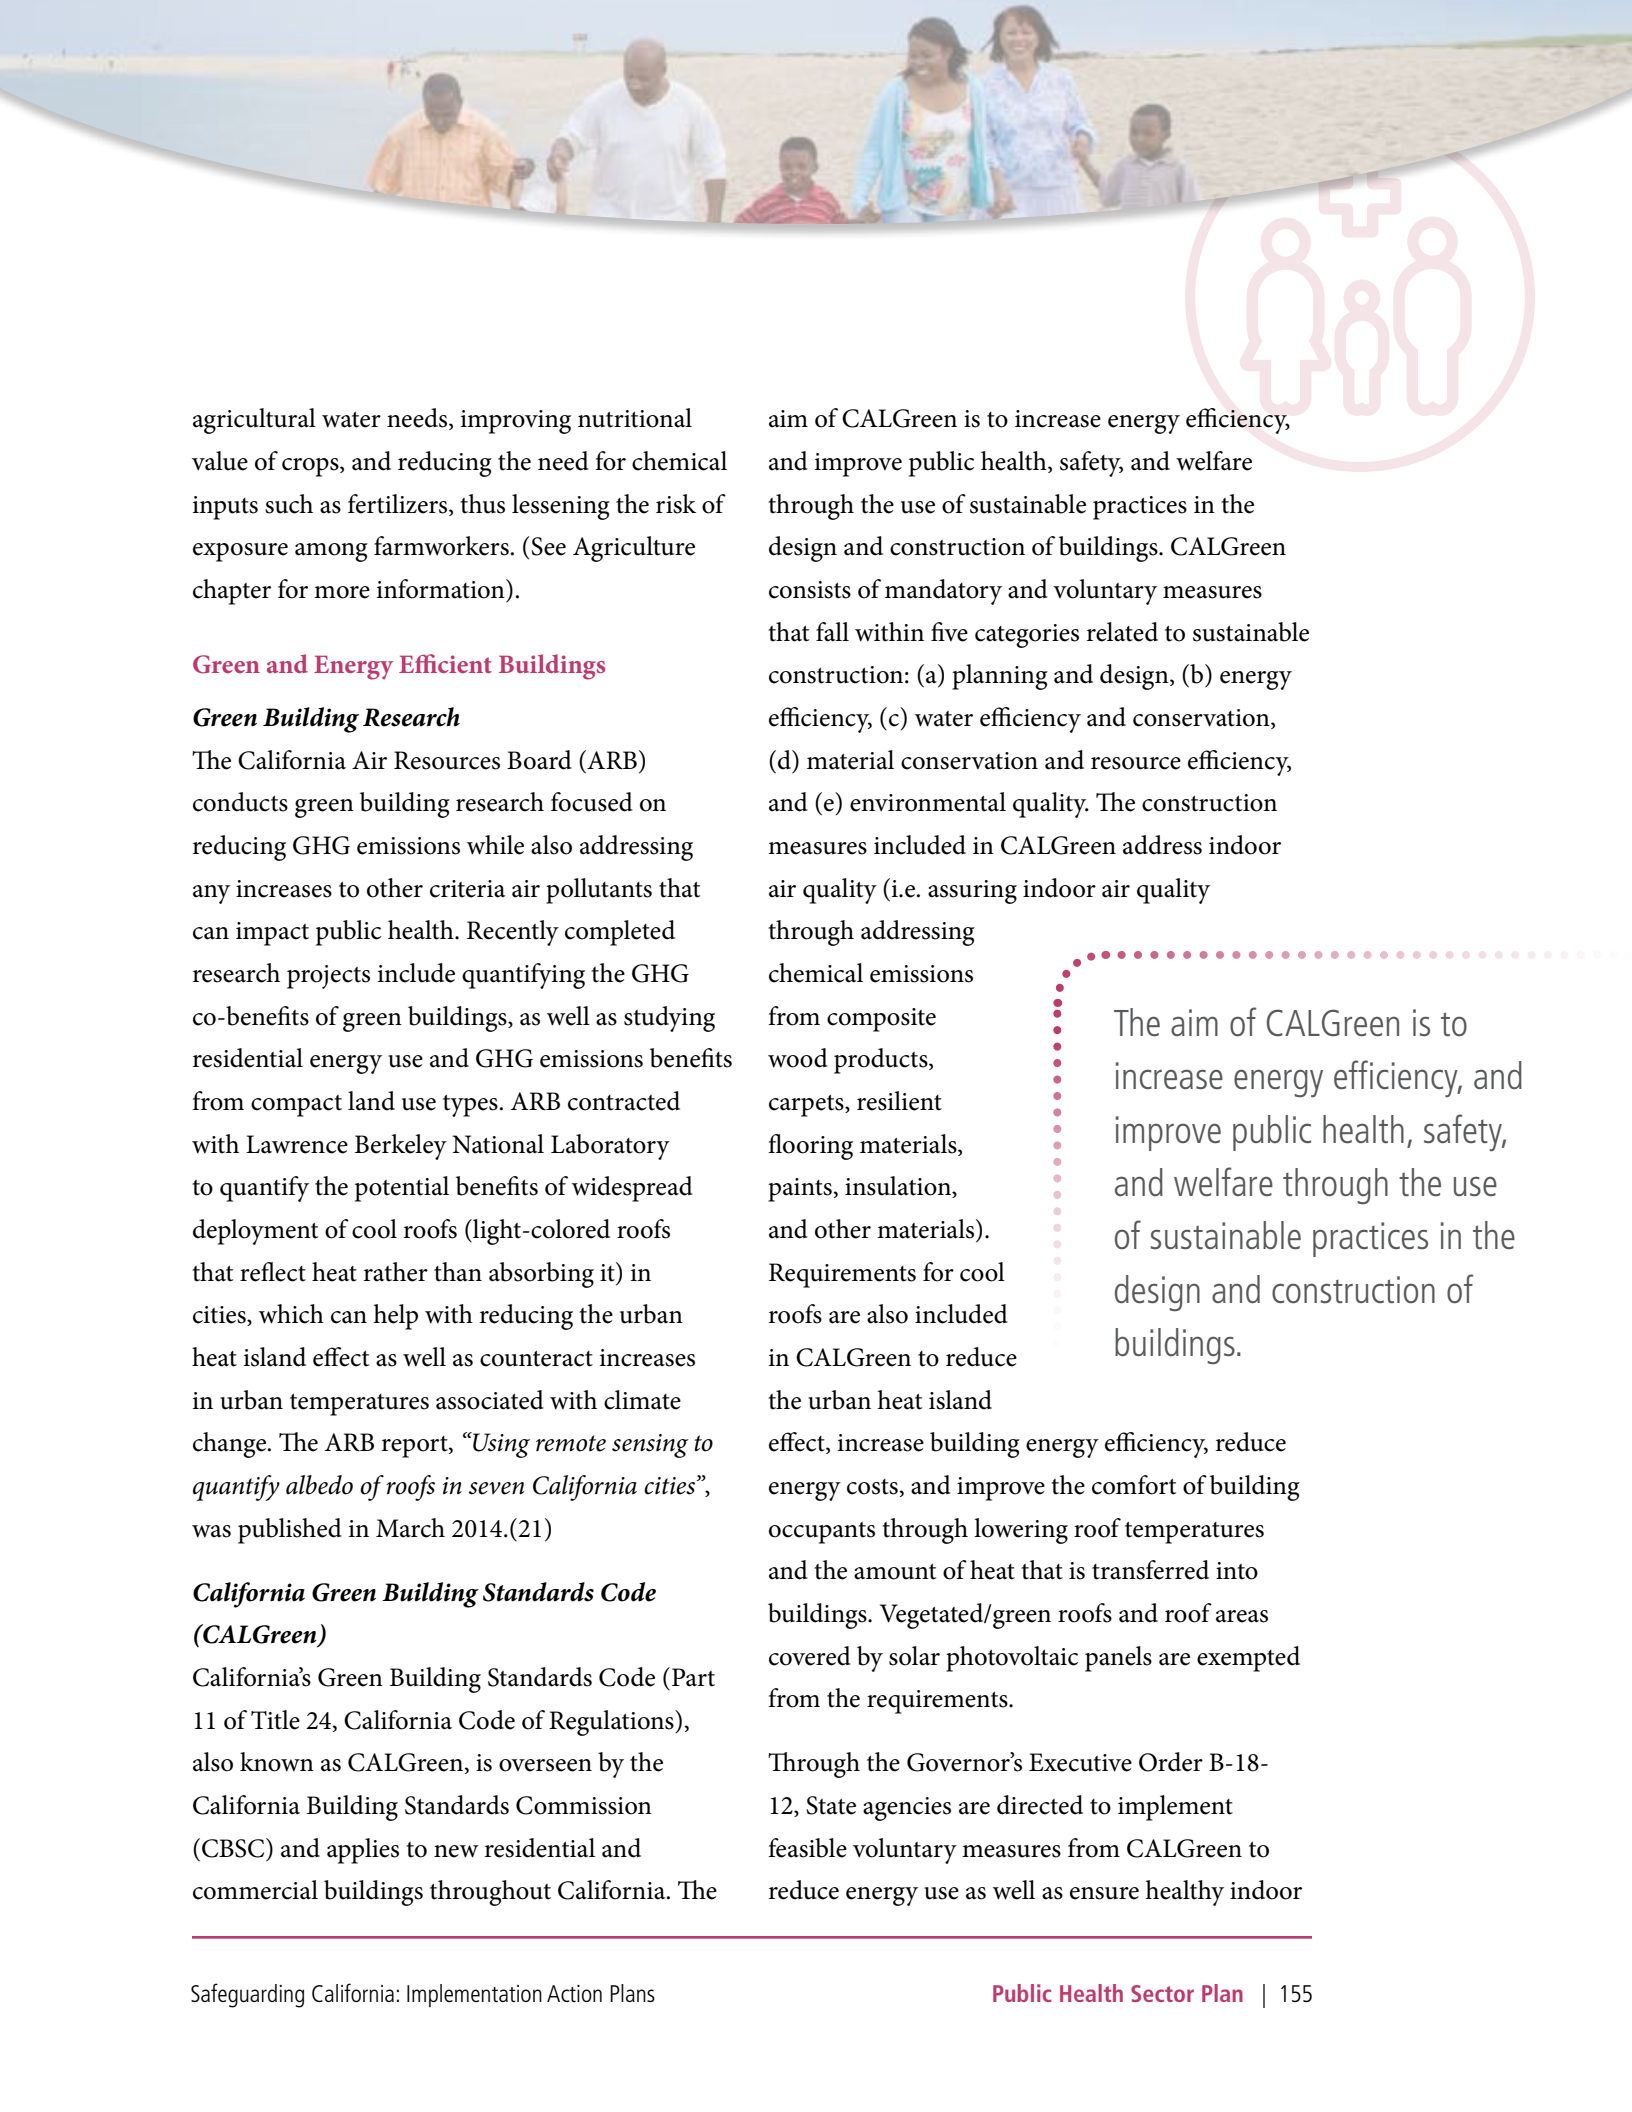 agricultural water needs, improving nutritional
value of crops, and reducing the need for chemical
inputs such as fertilizers, thus lessening the risk of
exposure among farmworkers. (See Agriculture
chapter for more information).
Green and Energy Efficient Buildings
Green Building Research
The California Air Resources Board (ARB)
conducts green building research focused on
reducing GHG emissions while also addressing
any increases to other criteria air pollutants that
can impact public health. Recently completed
research projects include quantifying the GHG
co-benefits of green buildings, as well as studying
residential energy use and GHG emissions benefits
from compact land use types. ARB contracted
with Lawrence Berkeley National Laboratory
to quantify the potential benefits of widespread
deployment of cool roofs (light-colored roofs
that reflect heat rather than absorbing it) in
cities, which can help with reducing the urban
heat island effect as well as counteract increases
in urban temperatures associated with climate
change. The ARB report, “Using remote sensing to
quantify albedo of roofs in seven California cities”,
was published in March 2014.(21)
California Green Building Standards Code
(CALGreen)
California’s Green Building Standards Code (Part
11 of Title 24, California Code of Regulations),
also known as CALGreen, is overseen by the
California Building Standards Commission
(CBSC) and applies to new residential and
commercial buildings throughout California. The
aim of CALGreen is to increase energy efficiency,
and improve public health, safety, and welfare
through the use of sustainable practices in the
design and construction of buildings. CALGreen
consists of mandatory and voluntary measures
that fall within five categories related to sustainable
construction: (a) planning and design, (b) energy
efficiency, (c) water efficiency and conservation,
(d) material conservation and resource efficiency,
and (e) environmental quality. The construction
measures included in CALGreen address indoor
air quality (i.e. assuring indoor air quality
through addressing
chemical emissions
from composite
wood products,
carpets, resilient
flooring materials,
paints, insulation,
and other materials).
Requirements for cool
roofs are also included
in CALGreen to reduce
the urban heat island
effect, increase building energy efficiency, reduce
energy costs, and improve the comfort of building
occupants through lowering roof temperatures
and the amount of heat that is transferred into
buildings. Vegetated/green roofs and roof areas
covered by solar photovoltaic panels are exempted
from the requirements.
Through the Governor’s Executive Order B-18-
12, State agencies are directed to implement
feasible voluntary measures from CALGreen to
reduce energy use as well as ensure healthy indoor
The aim of CALGreen is to
increase energy efficiency, and
improve public health, safety,
and welfare through the use
of sustainable practices in the
design and construction of
buildings.
Safeguarding California: Implementation Action Plans
Public Health Sector Plan | 155